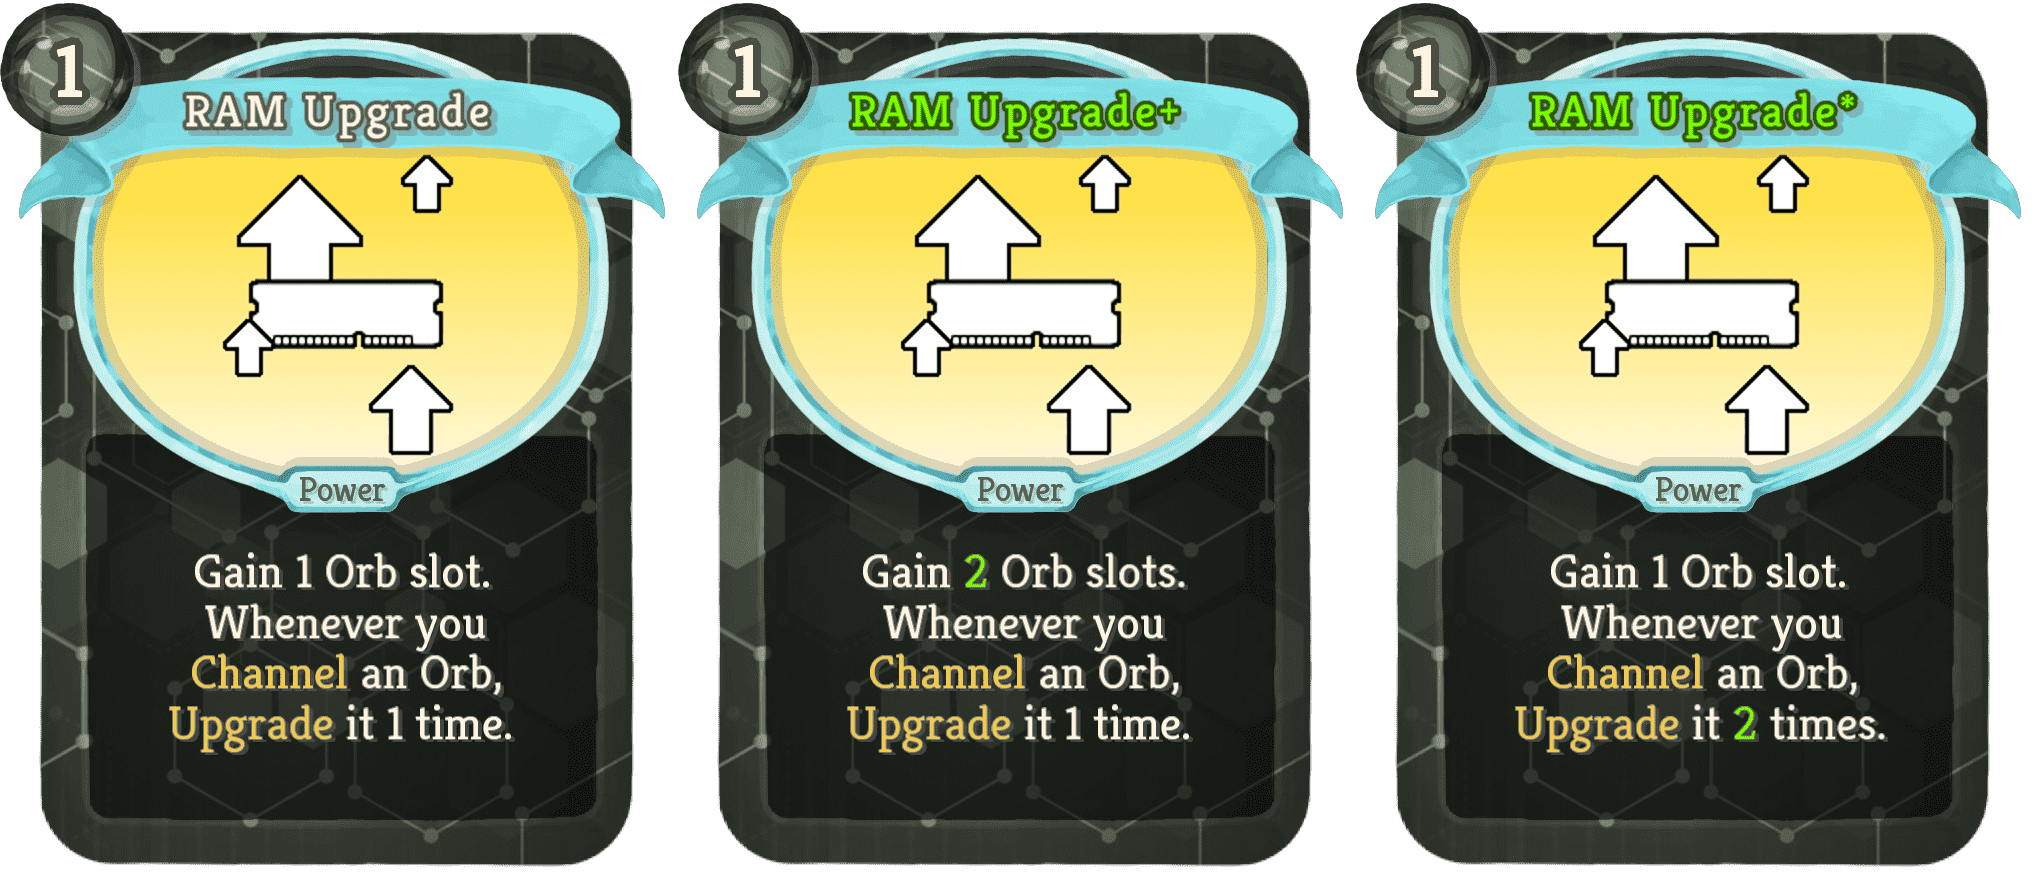 1
RAM Upgrade
Power
Gain 1 Orb slot.
Whenever you
Channel an Orb,
Upgrade it 1 time.
1
RAM Upgrade+
Power
Gain 2 Orb slots.
Whenever you
Channel an Orb,
Upgrade it 1 time.
1
RAM Upgrade*
Power
Gain 1 Orb slot.
Whenever you
Channel an Orb,
Upgrade it 2 times.